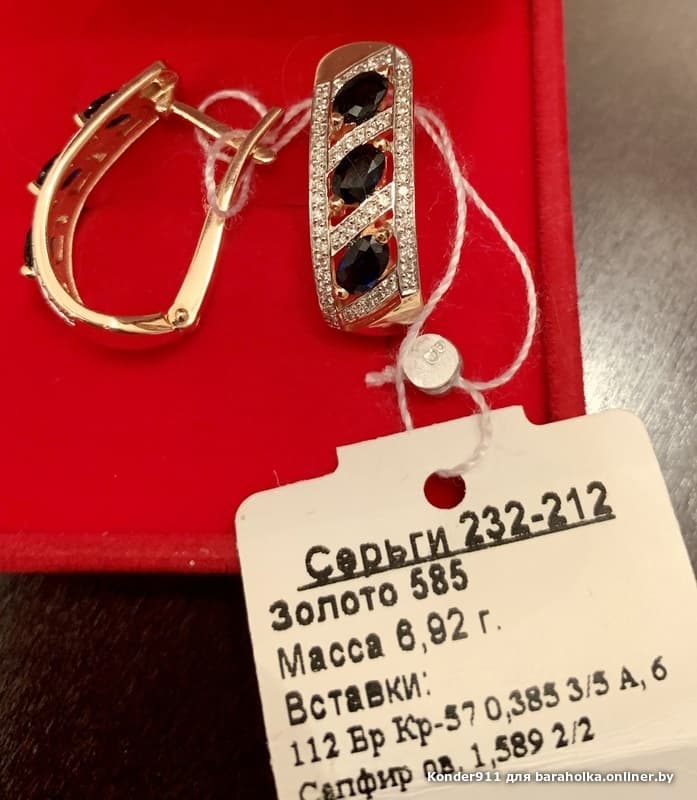 Серьги 232-212
Золото 585
Масса 6,92 г.
Вставки:
112 Бр Кр-57 0,385 3/5 А, 6
Сапфир ов. 1,589 2/2
Konder911 для baraholka.onliner.by